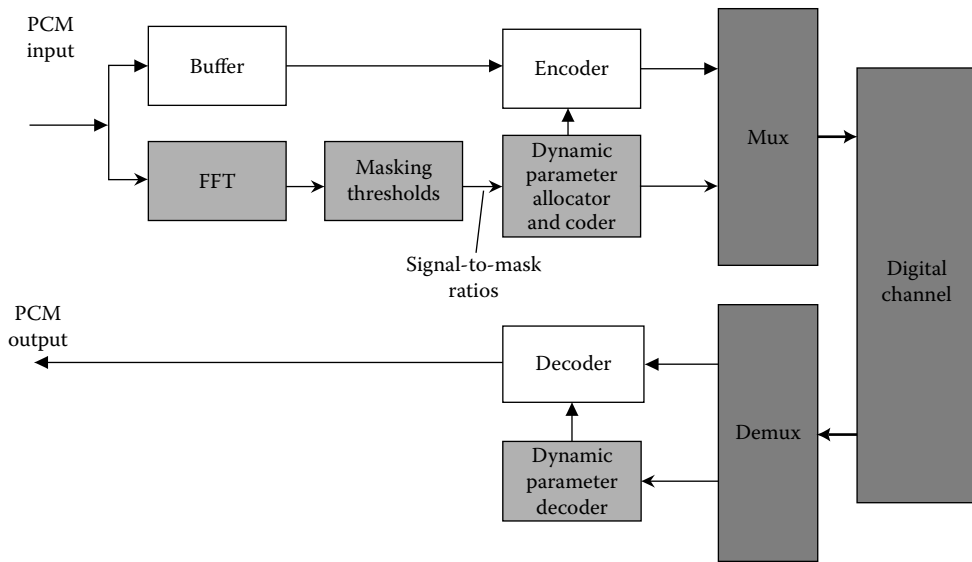 PCM
input
Buffer
Encoder
Mux
FFT
Masking
thresholds
Dynamic
parameter
allocator
and coder
Signal-to-mask
ratios
Digital
channel
PCM
output
Decoder
Demux
Dynamic
parameter
decoder